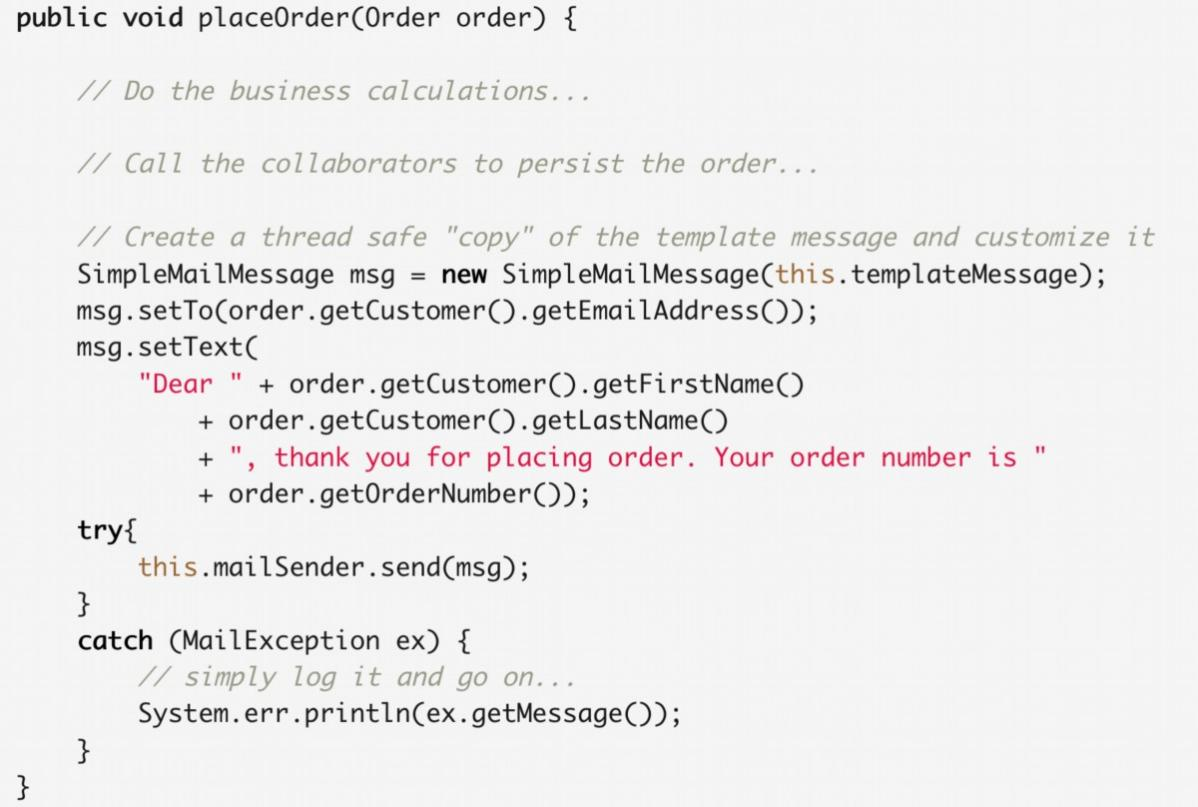 public void placeOrder(Order order) {
// Do the business calculations...
// Call the collaborators to persist the order...
// Create a thread safe "copy" of the template message and customize it
SimpleMailMessage msg = new SimpleMailMessage(this.templateMessage);
msg.setTo(order.getCustomer().getEmailAddress());
msg.setText(
"Dear " + order.getCustomer().getFirstName()
+ order.getCustomer().getLastName()
+ ", thank you for placing order. Your order number is "
+ order.getOrderNumber());
try{
this.mailSender.send(msg);
}
catch (MailException ex) {
// simply log it and go on...
System.err.println(ex.getMessage());
}
}